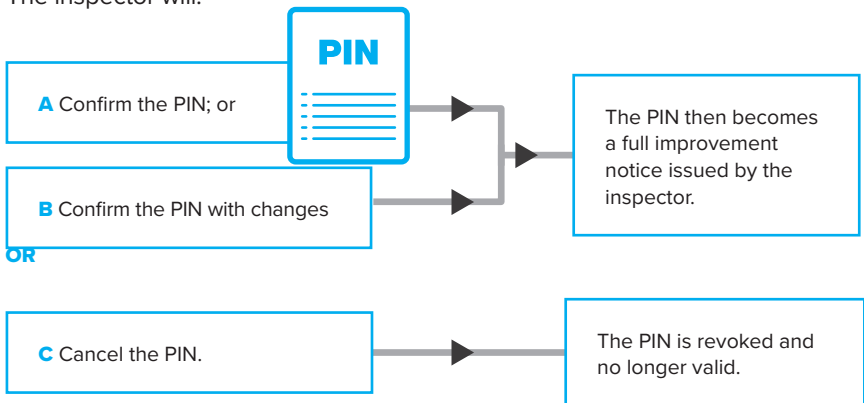 The Inspector will:
PIN
A Confirm the PIN; or
B Confirm the PIN with changes
The PIN then becomes
a full improvement
notice issued by the
inspector.
OR
C Cancel the PIN.
The PIN is revoked and
no longer valid.